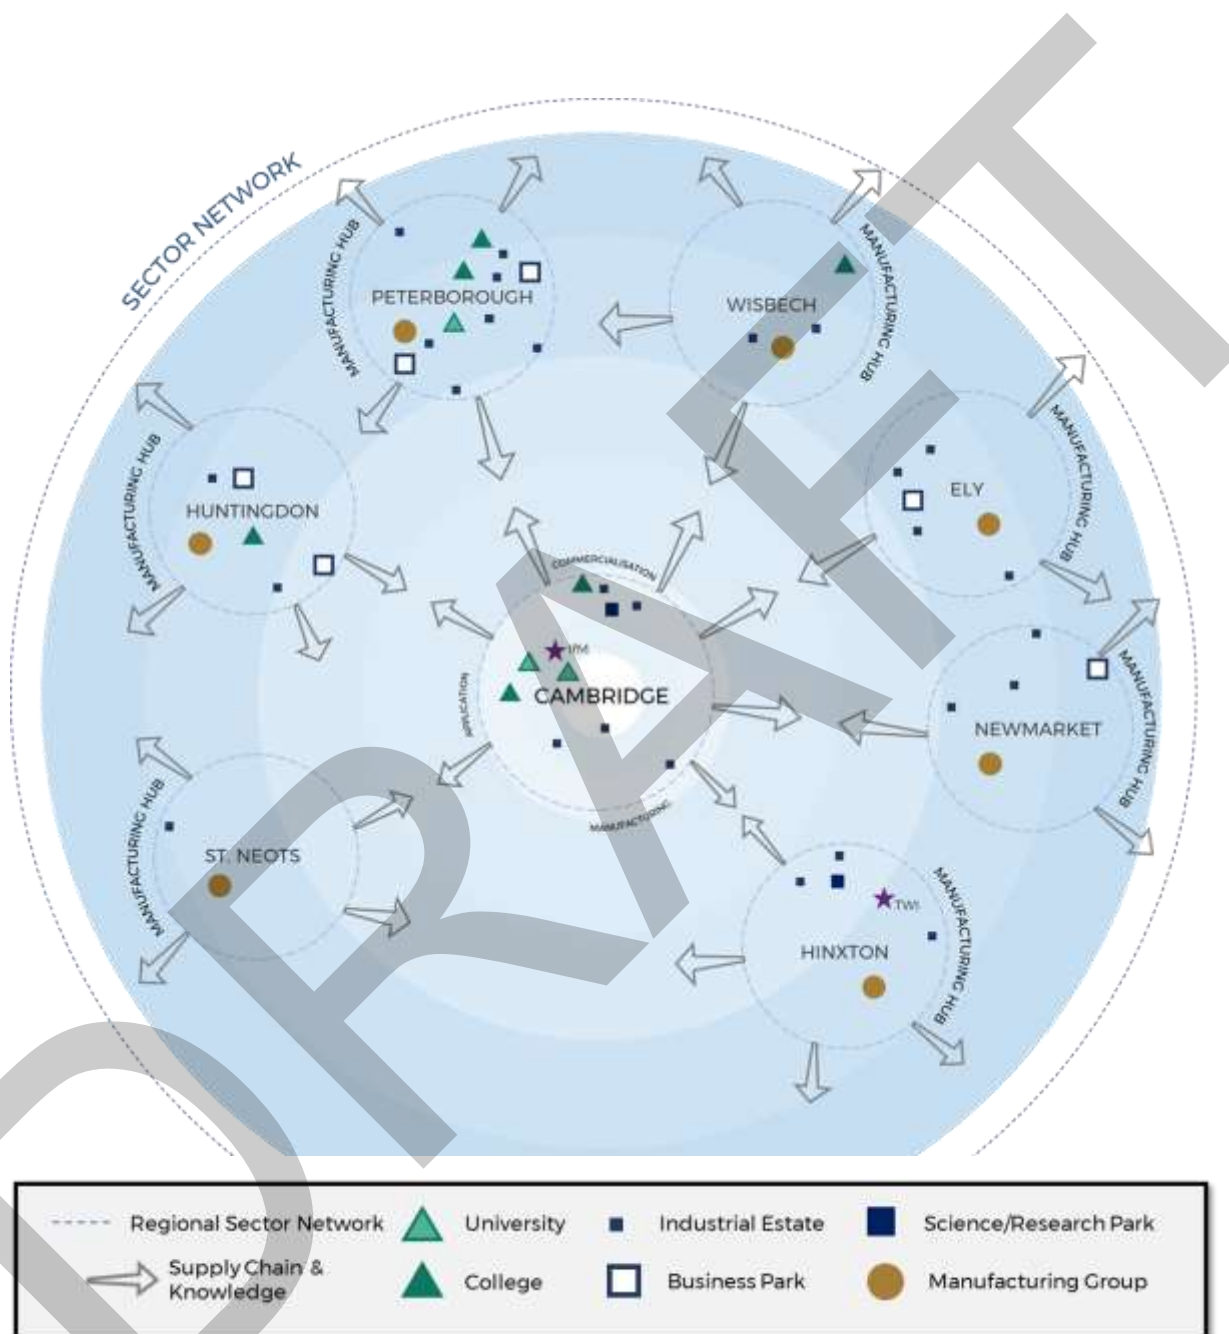 SECTOR NETWORK
MANUFACTURING HUB
PETERBOROUGH
WISBECH
MANUFACTURING HUB
MANUFACTURING HUB
HUNTINGDON
ELY
MANUFACTURING HUB
COMMERCIALISATION
IfM
CAMBRIDGE
APPLICATION
MANUFACTURING
NEWMARKET
MANUFACTURING HUB
MANUFACTURING HUB
ST. NEOTS
TWI
HINXTON
MANUFACTURING HUB
DRAFT
Regional Sector Network
University
Industrial Estate
Science/Research Park
Supply Chain &
Knowledge
College
Business Park
Manufacturing Group